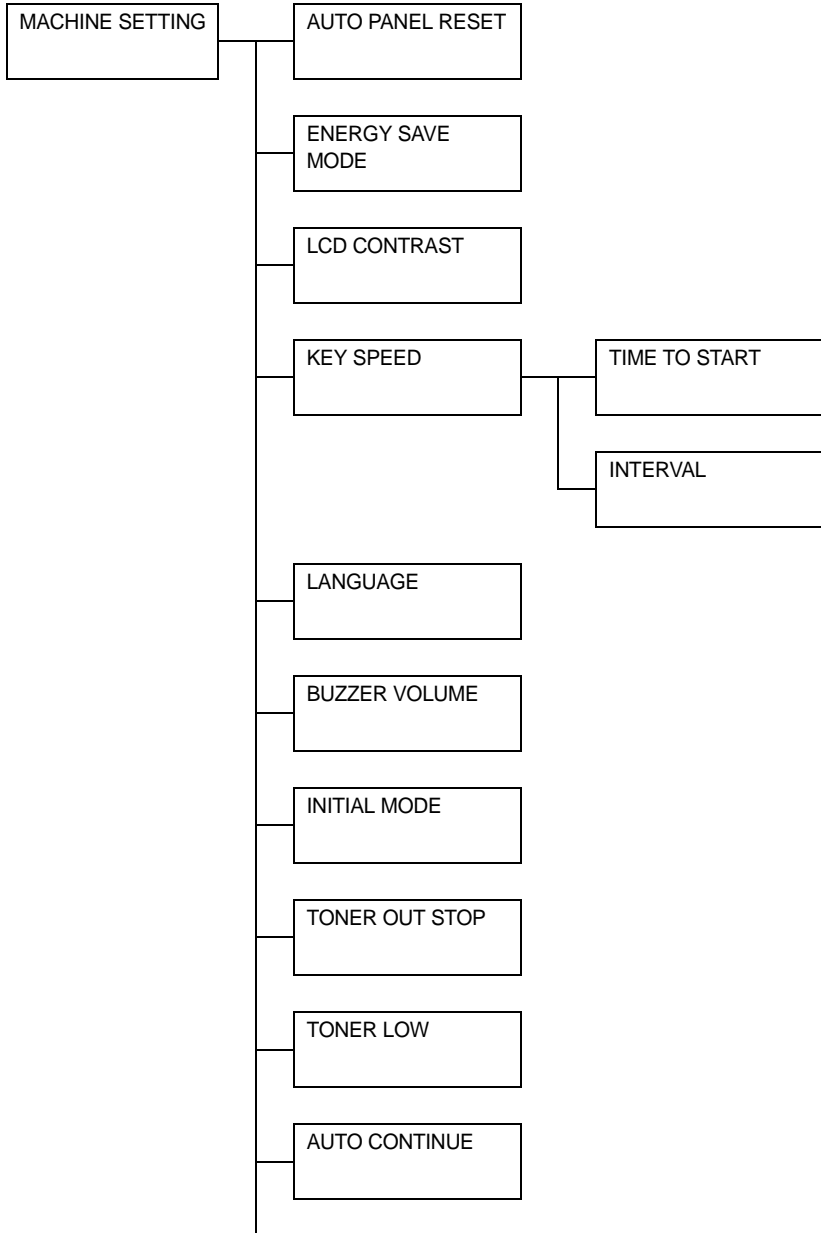 MACHINE SETTING
AUTO PANEL RESET
ENERGY SAVE
MODE
LCD CONTRAST
KEY SPEED
TIME TO START
INTERVAL
LANGUAGE
BUZZER VOLUME
INITIAL MODE
TONER OUT STOP
TONER LOW
AUTO CONTINUE